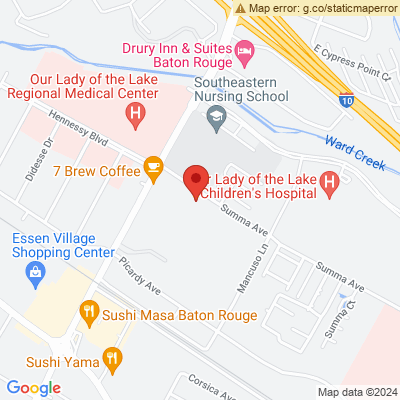 Map error: g.co/staticmaperror
Drury Inn & Suites
Baton Rouge
E Cypress Point Ct
Our Lady of the Lake
Regional Medical Center
H
Southeastern
Nursing School
10
Hennessy Blvd
Didesse Dr
Ward Creek
7 Brew Coffee
r Lady of the Lake
Children's Hospital
H
Summa Ave
Essen Village
Shopping Center
Mancuso Ln
Summa Ave
Picardy Ave
Summa Ct
Sushi Masa Baton Rouge
Sushi Yama
Corsica Ave
Google
Map data ©2024